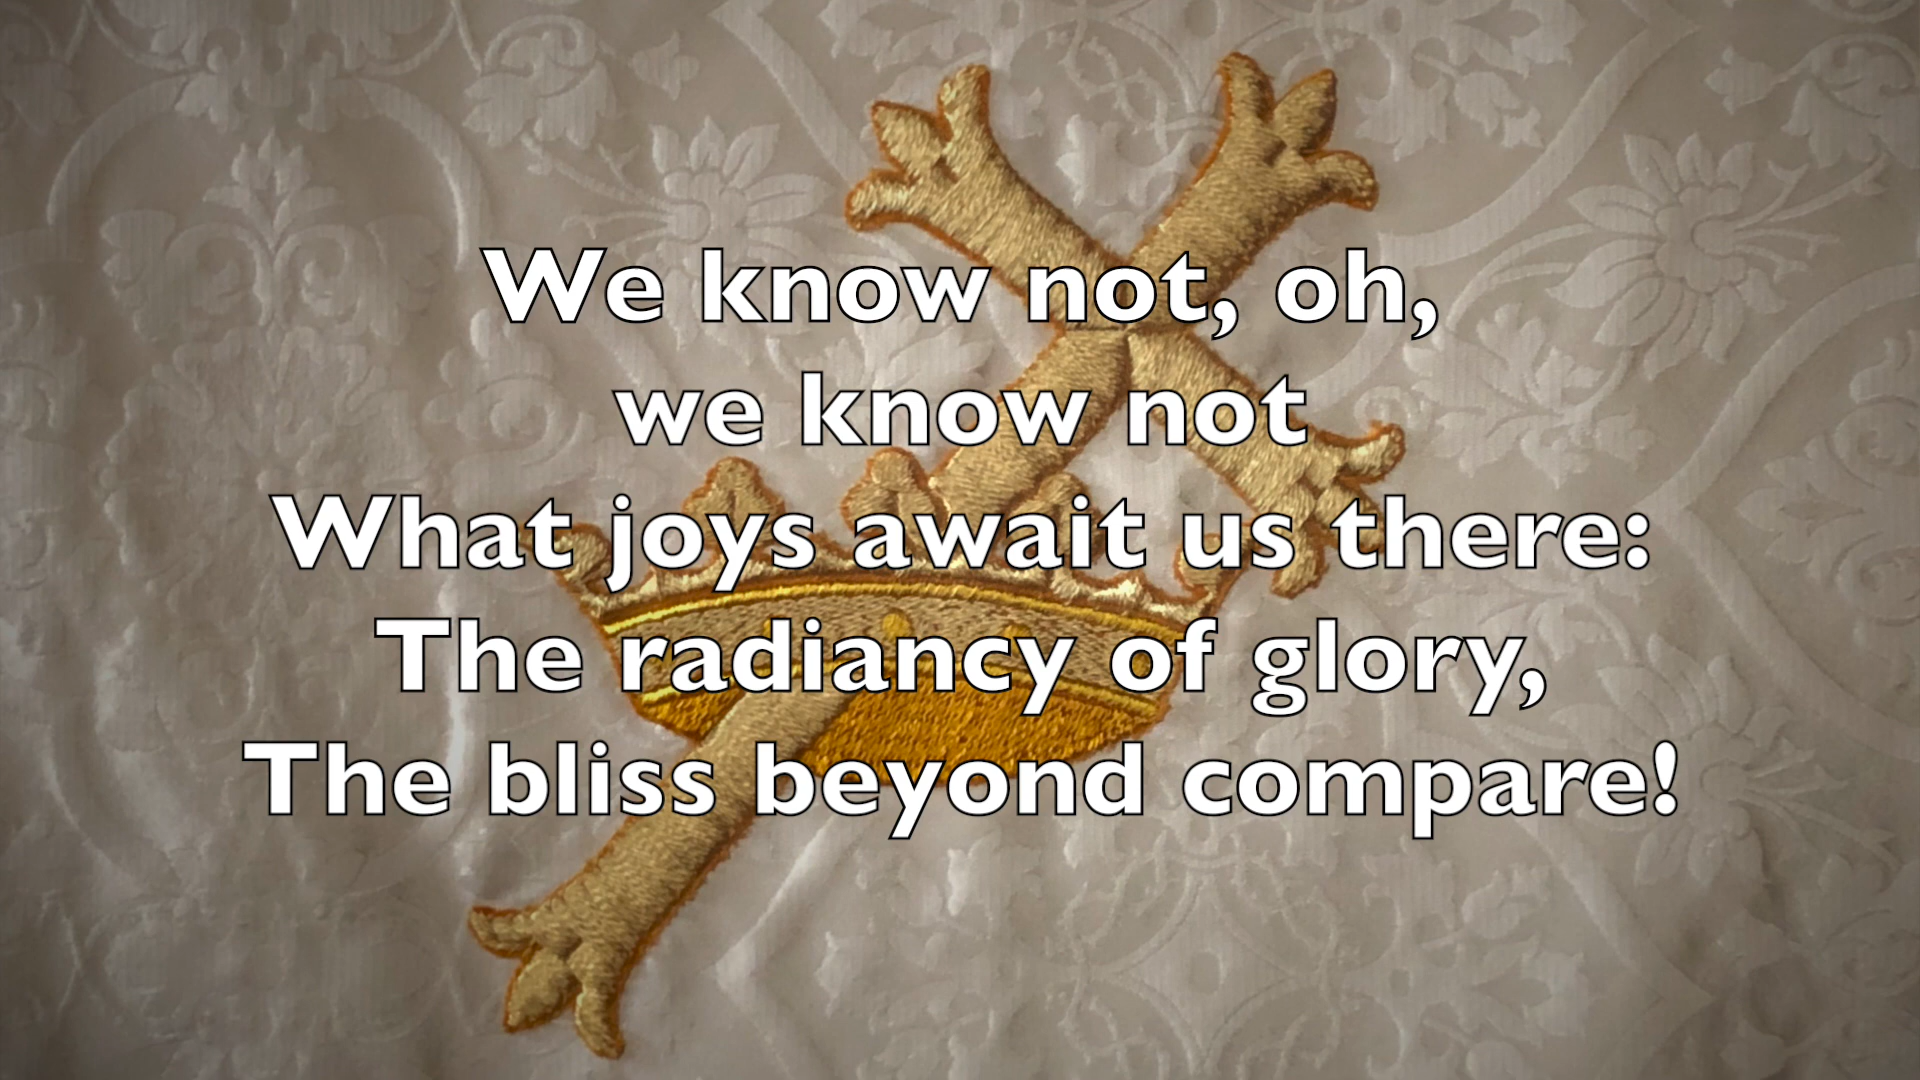 We know not, oh,
we know not
What joys await us there:
The radiancy of glory,
The bliss beyond compare!